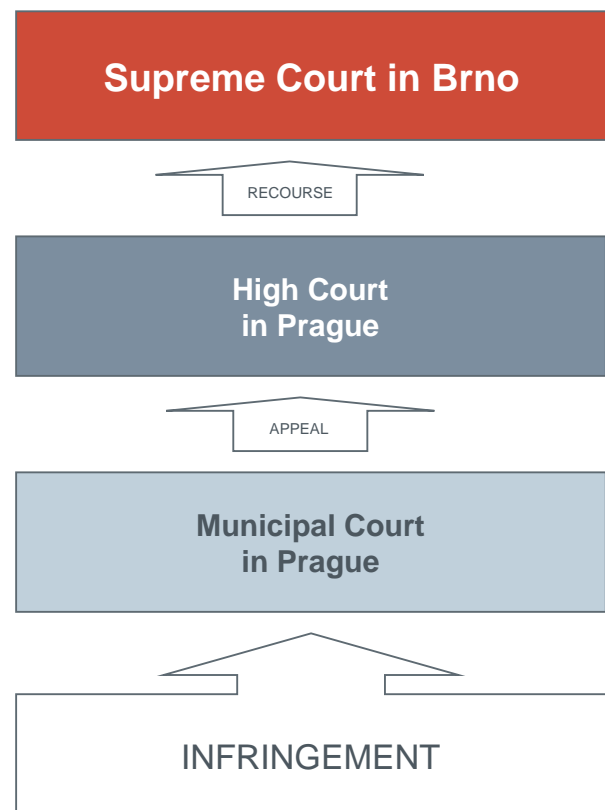 Supreme Court in Brno
RECOURSE
High Court
in Prague
APPEAL
Municipal Court
in Prague
INFRINGEMENT